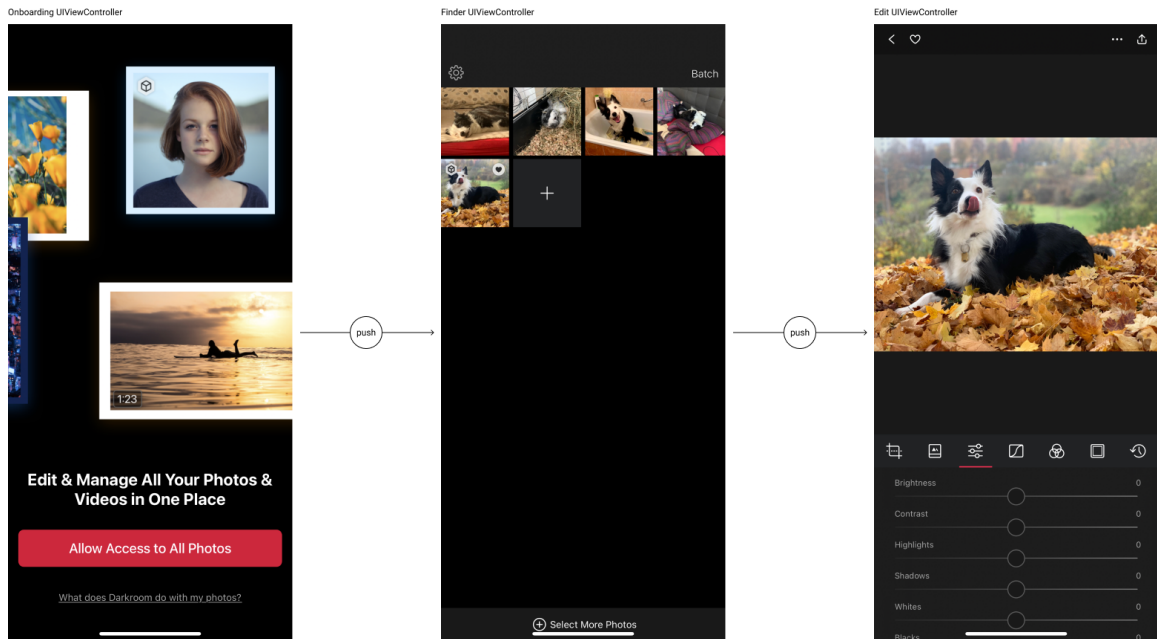 Onboarding UIViewController
Finder UIViewController
Edit UIViewController
1:23
Edit & Manage All Your Photos &
Videos in One Place
Allow Access to All Photos
What does Darkroom do with my photos?
push
Batch
Select More Photos
push
Brightness 0
Contrast 0
Highlights 0
Shadows 0
Whites 0
Blacks 0